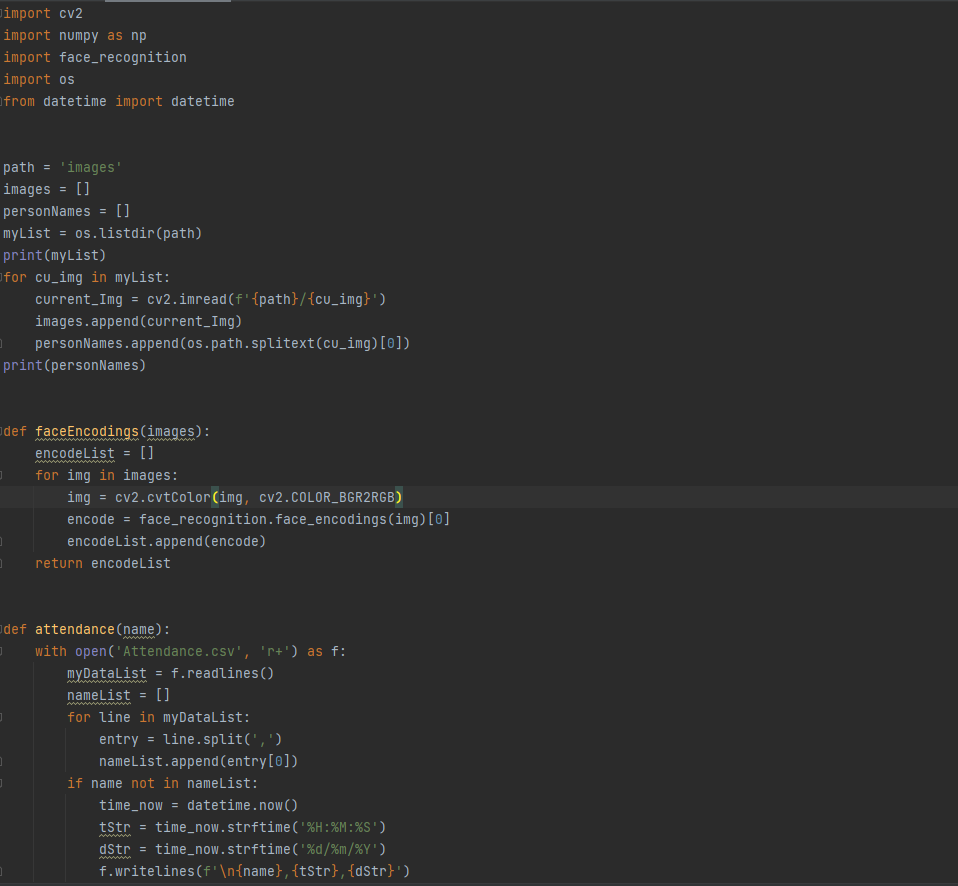 import cv2
import numpy as np
import face_recognition
import os
from datetime import datetime
path = 'images'
images = []
personNames = []
myList = os.listdir(path)
print(myList)
for cu_img in myList:
    current_Img = cv2.imread(f'{path}/{cu_img}')
    images.append(current_Img)
    personNames.append(os.path.splitext(cu_img)[0])
print(personNames)
def faceEncodings(images):
    encodeList = []
    for img in images:
        img = cv2.cvtColor(img, cv2.COLOR_BGR2RGB)
        encode = face_recognition.face_encodings(img)[0]
        encodeList.append(encode)
    return encodeList
def attendance(name):
    with open('Attendance.csv', 'r+') as f:
        myDataList = f.readlines()
        nameList = []
        for line in myDataList:
            entry = line.split(',')
            nameList.append(entry[0])
        if name not in nameList:
            time_now = datetime.now()
            tStr = time_now.strftime('%H:%M:%S')
            dStr = time_now.strftime('%d/%m/%Y')
            f.writelines(f'\n{name},{tStr},{dStr}')